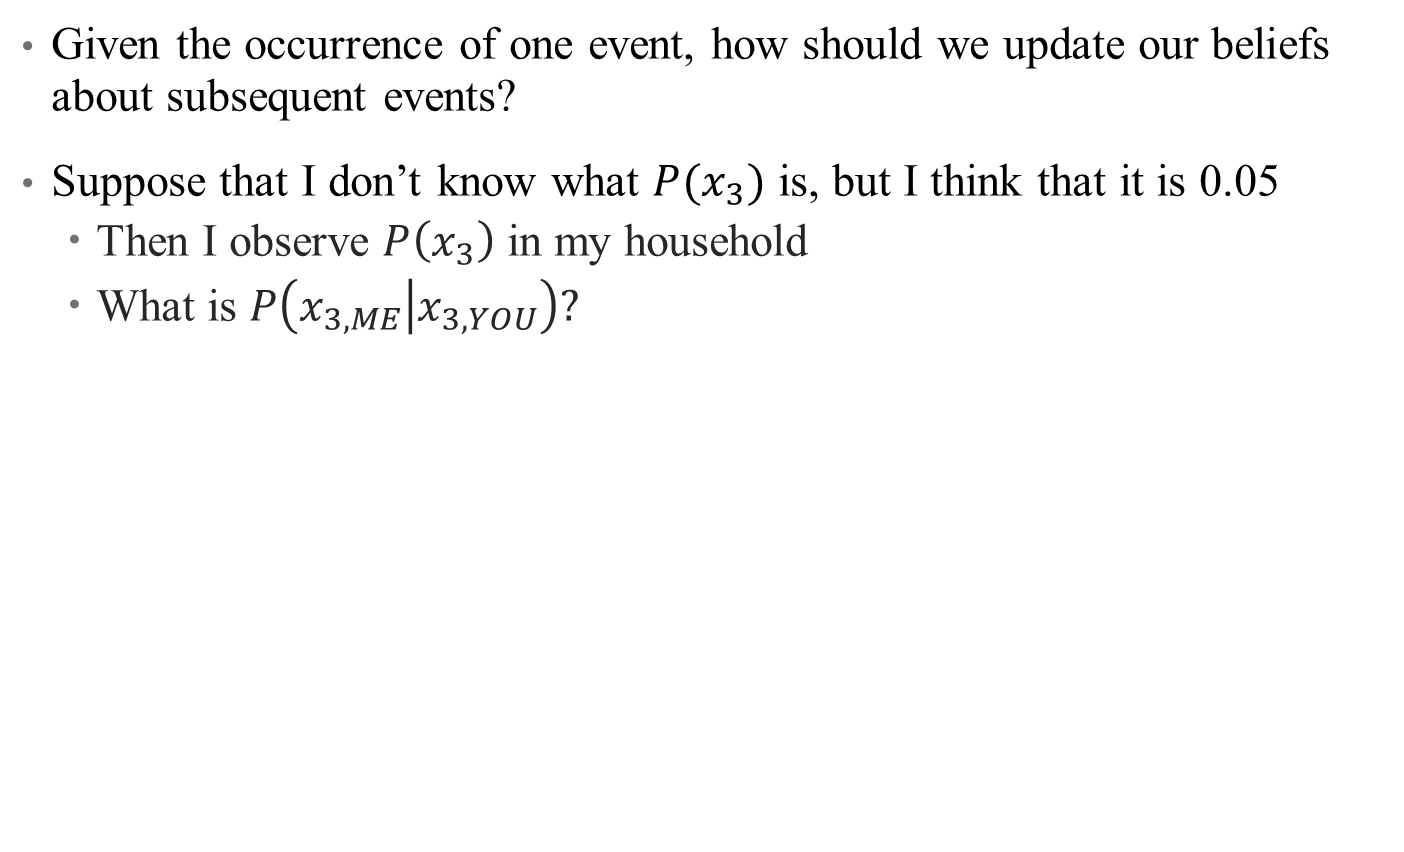 • Given the occurrence of one event, how should we update our beliefs
about subsequent events?
• Suppose that I don’t know what P(x₃) is, but I think that it is 0.05
• Then I observe P(x₃) in my household
• What is P(x₃,ME|x₃,YOU)?